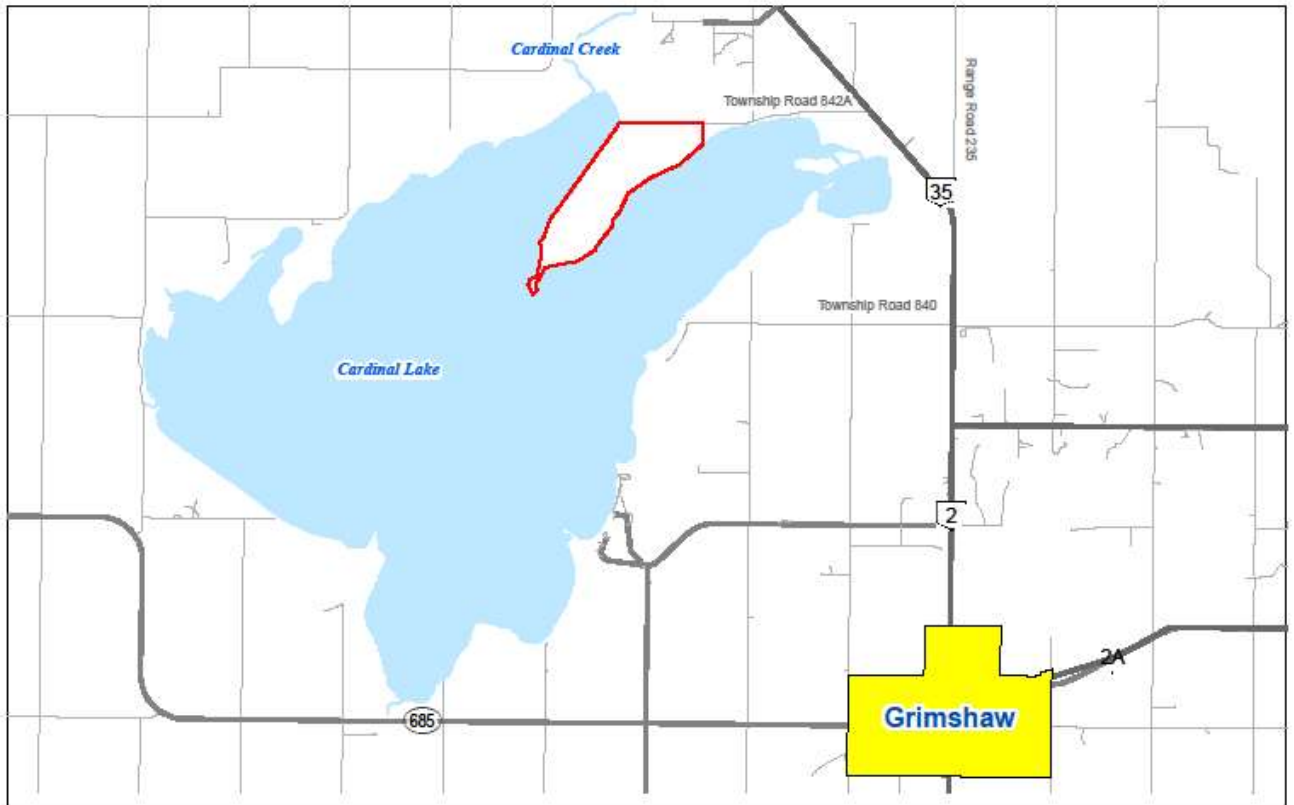 Cardinal Creek
Township Road 842A
Range Road 235
35
Township Road 840
Cardinal Lake
2
2A
685
Grimshaw